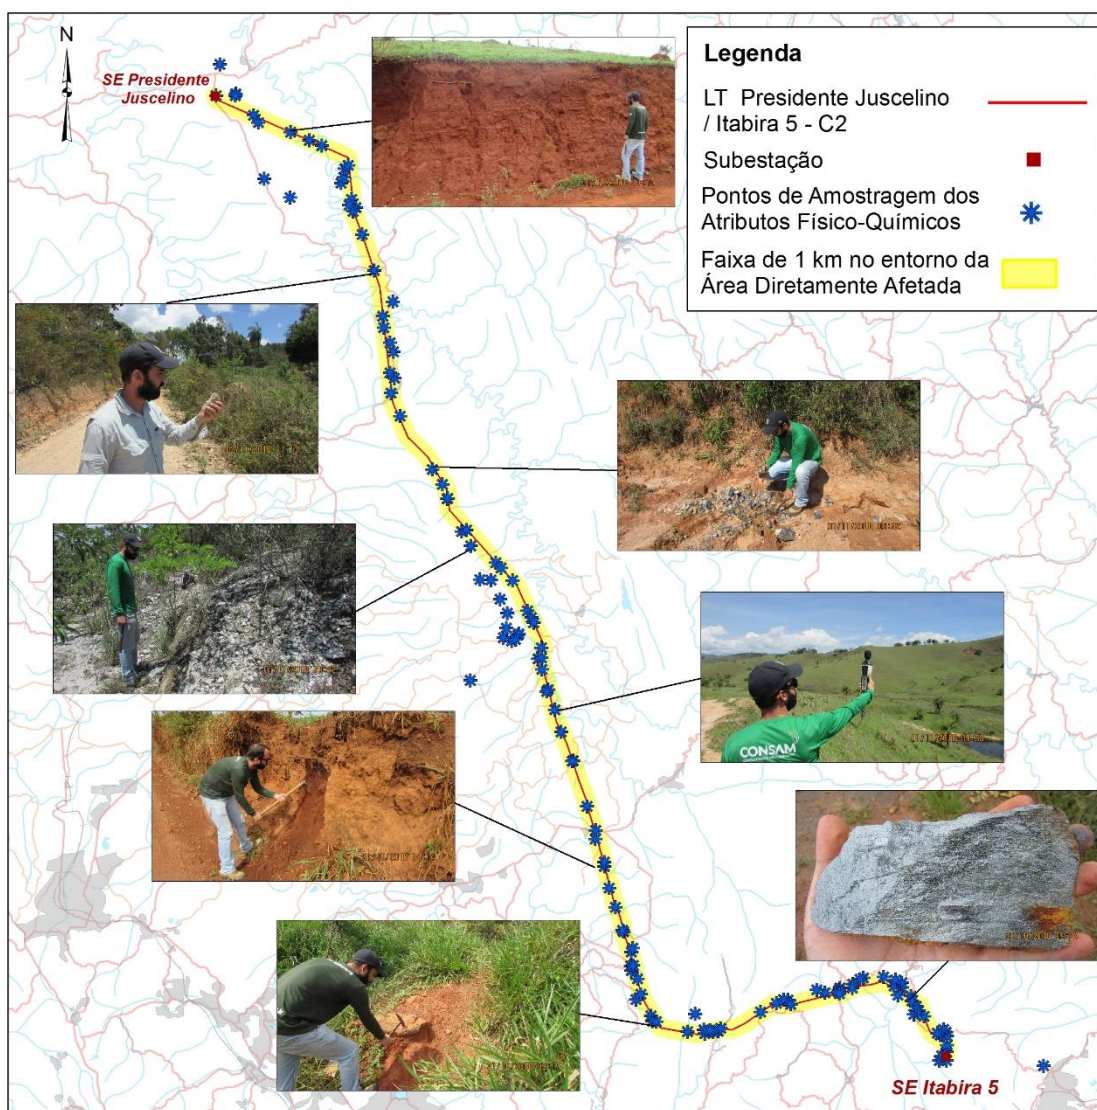 N
SE Presidente
Juscelino
Legenda
LT Presidente Juscelino
/ Itabira 5 - C2
Subestação
Pontos de Amostragem dos
Atributos Físico-Químicos
Faixa de 1 km no entorno da
Área Diretamente Afetada
CONSAM
SE Itabira 5